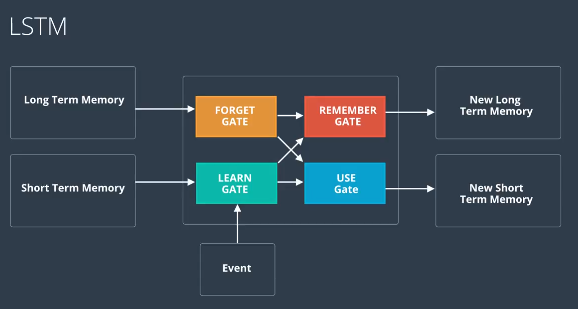 LSTM
Long Term Memory
FORGET
GATE
REMEMBER
GATE
New Long
Term Memory
Short Term Memory
LEARN
GATE
USE
Gate
New Short
Term Memory
Event